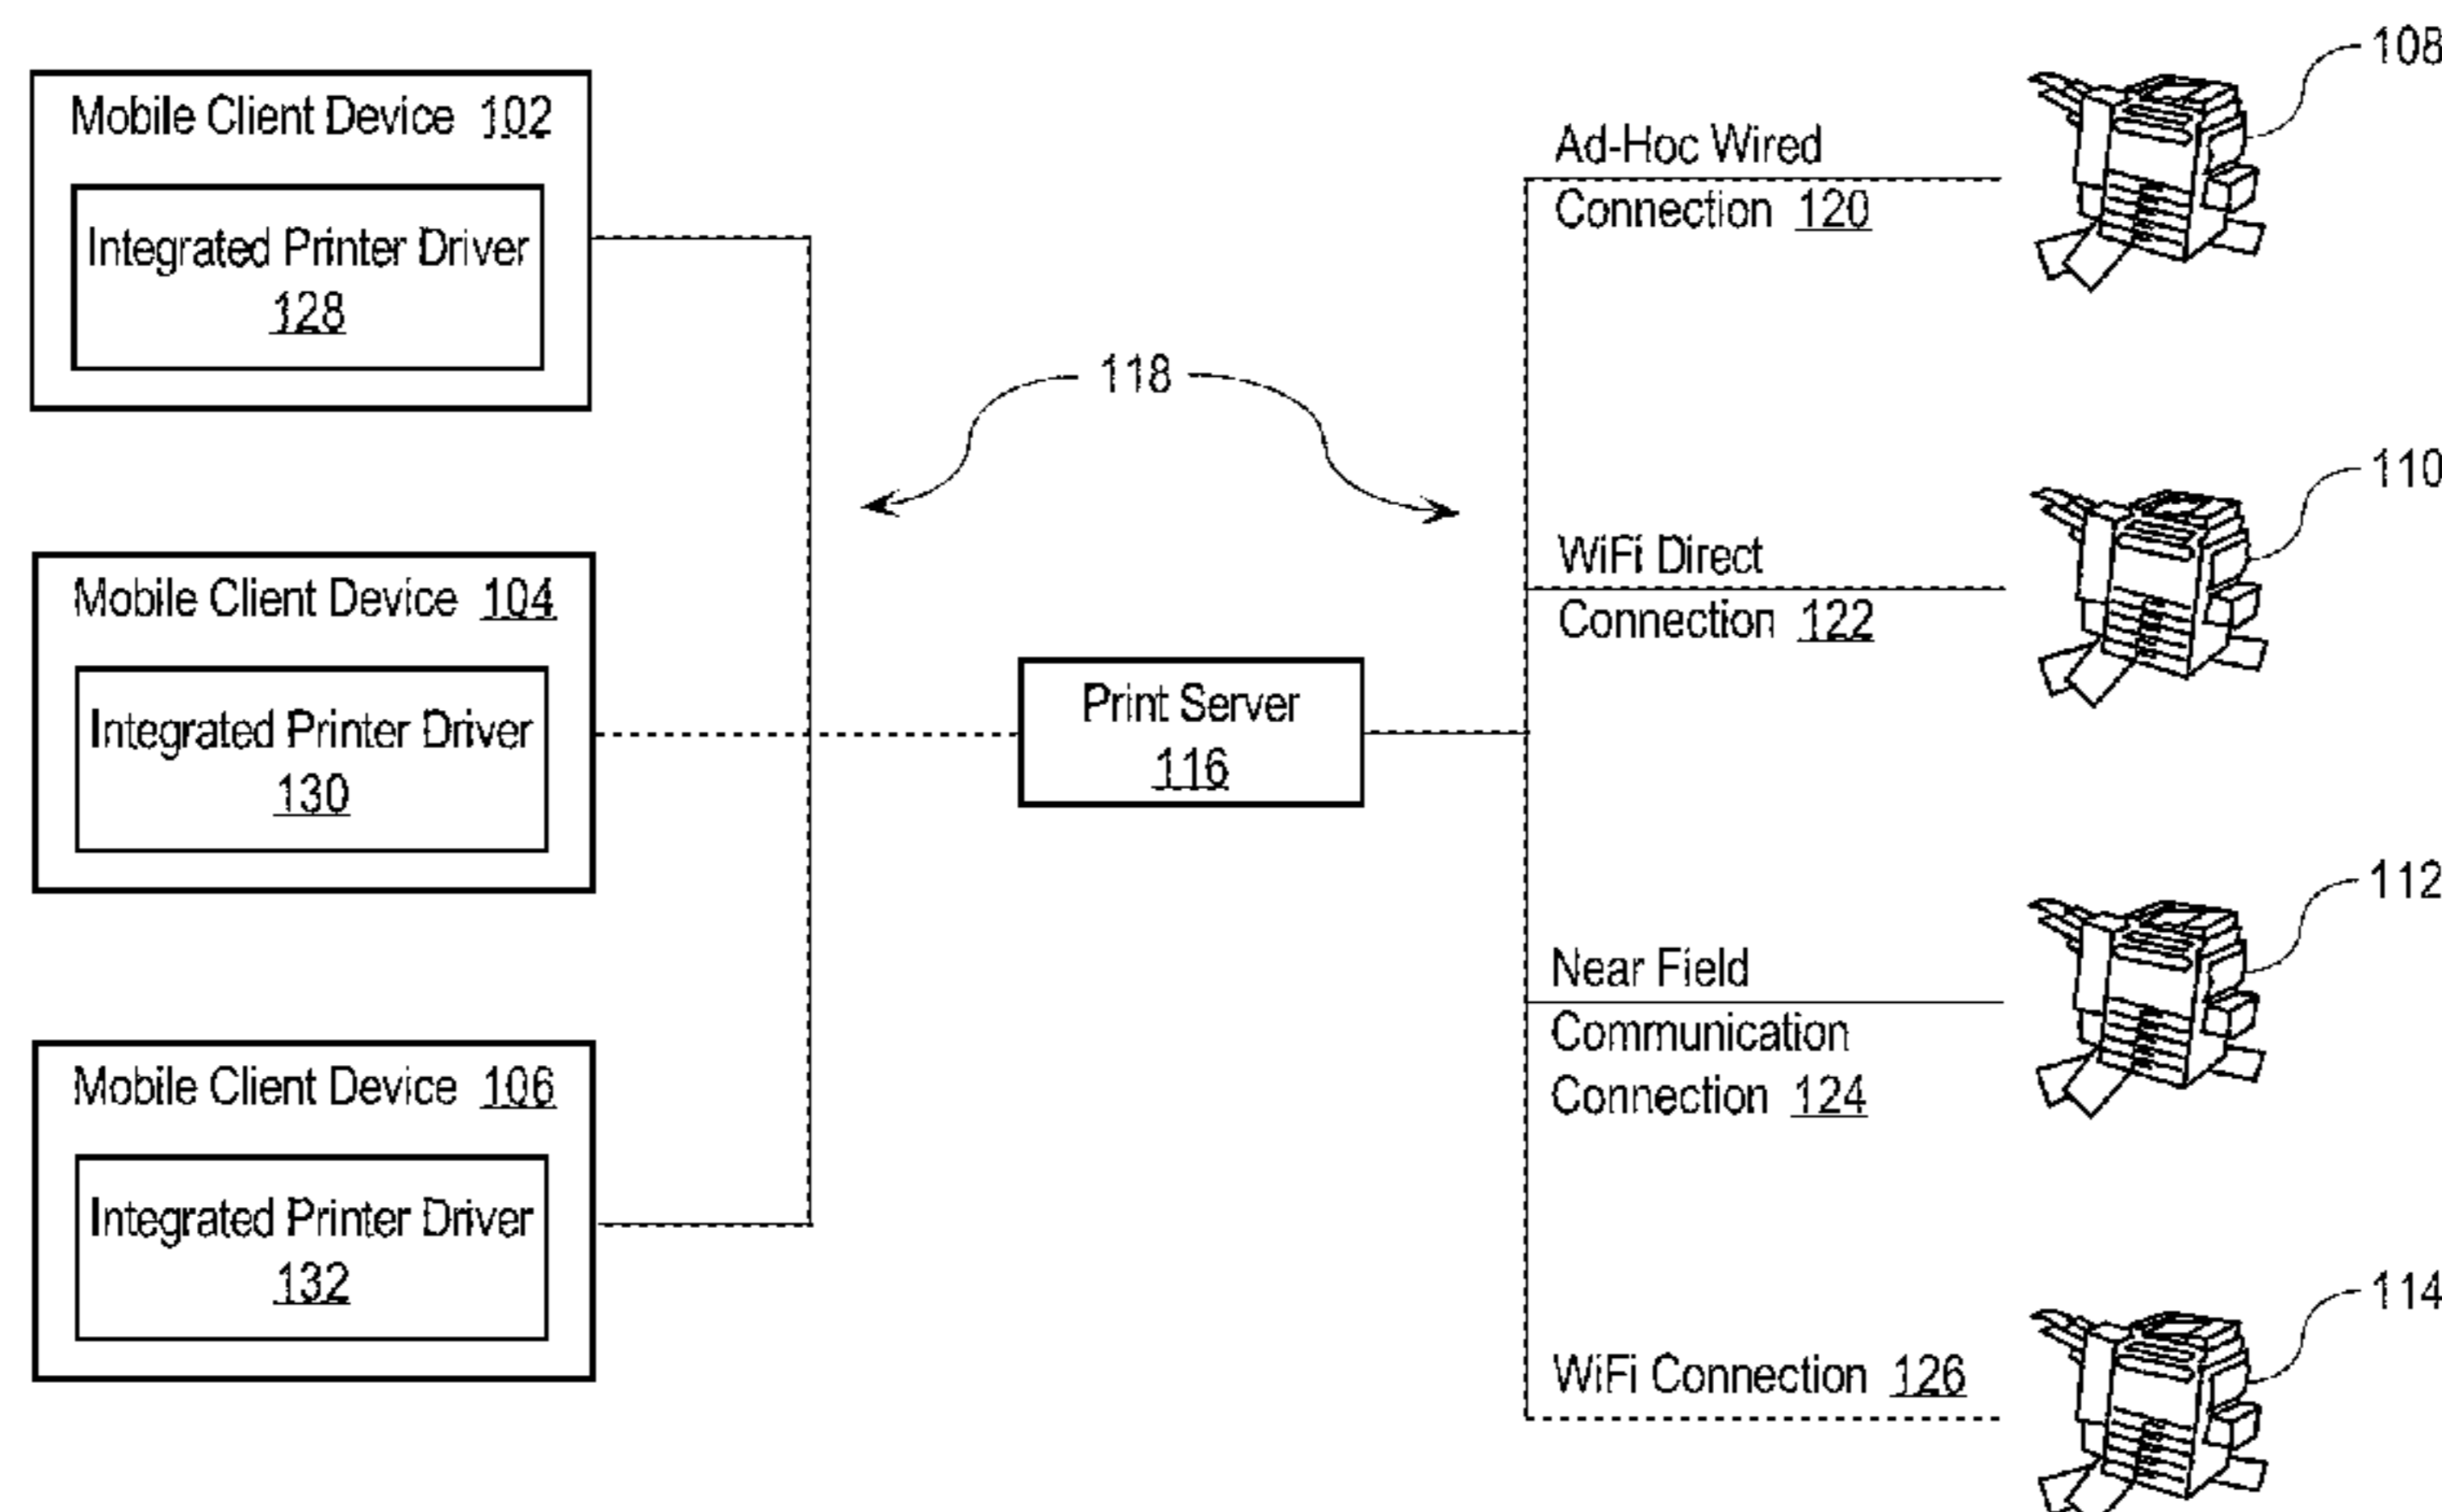 Mobile Client Device 102
Integrated Printer Driver
128
Mobile Client Device 104
Integrated Printer Driver
130
Mobile Client Device 106
Integrated Printer Driver
132
118
Print Server
116
Ad-Hoc Wired
Connection 120
WiFi Direct
Connection 122
Near Field
Communication
Connection 124
WiFi Connection 126
108
110
112
114